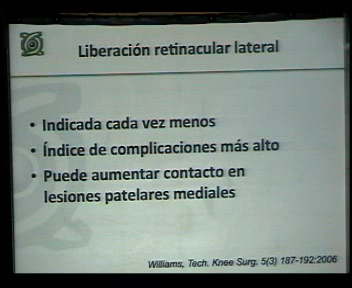 Liberación retinacular lateral
• Indicada cada vez menos
• Índice de complicaciones más alto
• Puede aumentar contacto en
lesiones patelares mediales
Williams, Tech. Knee Surg. 5(3) 187-192:2006